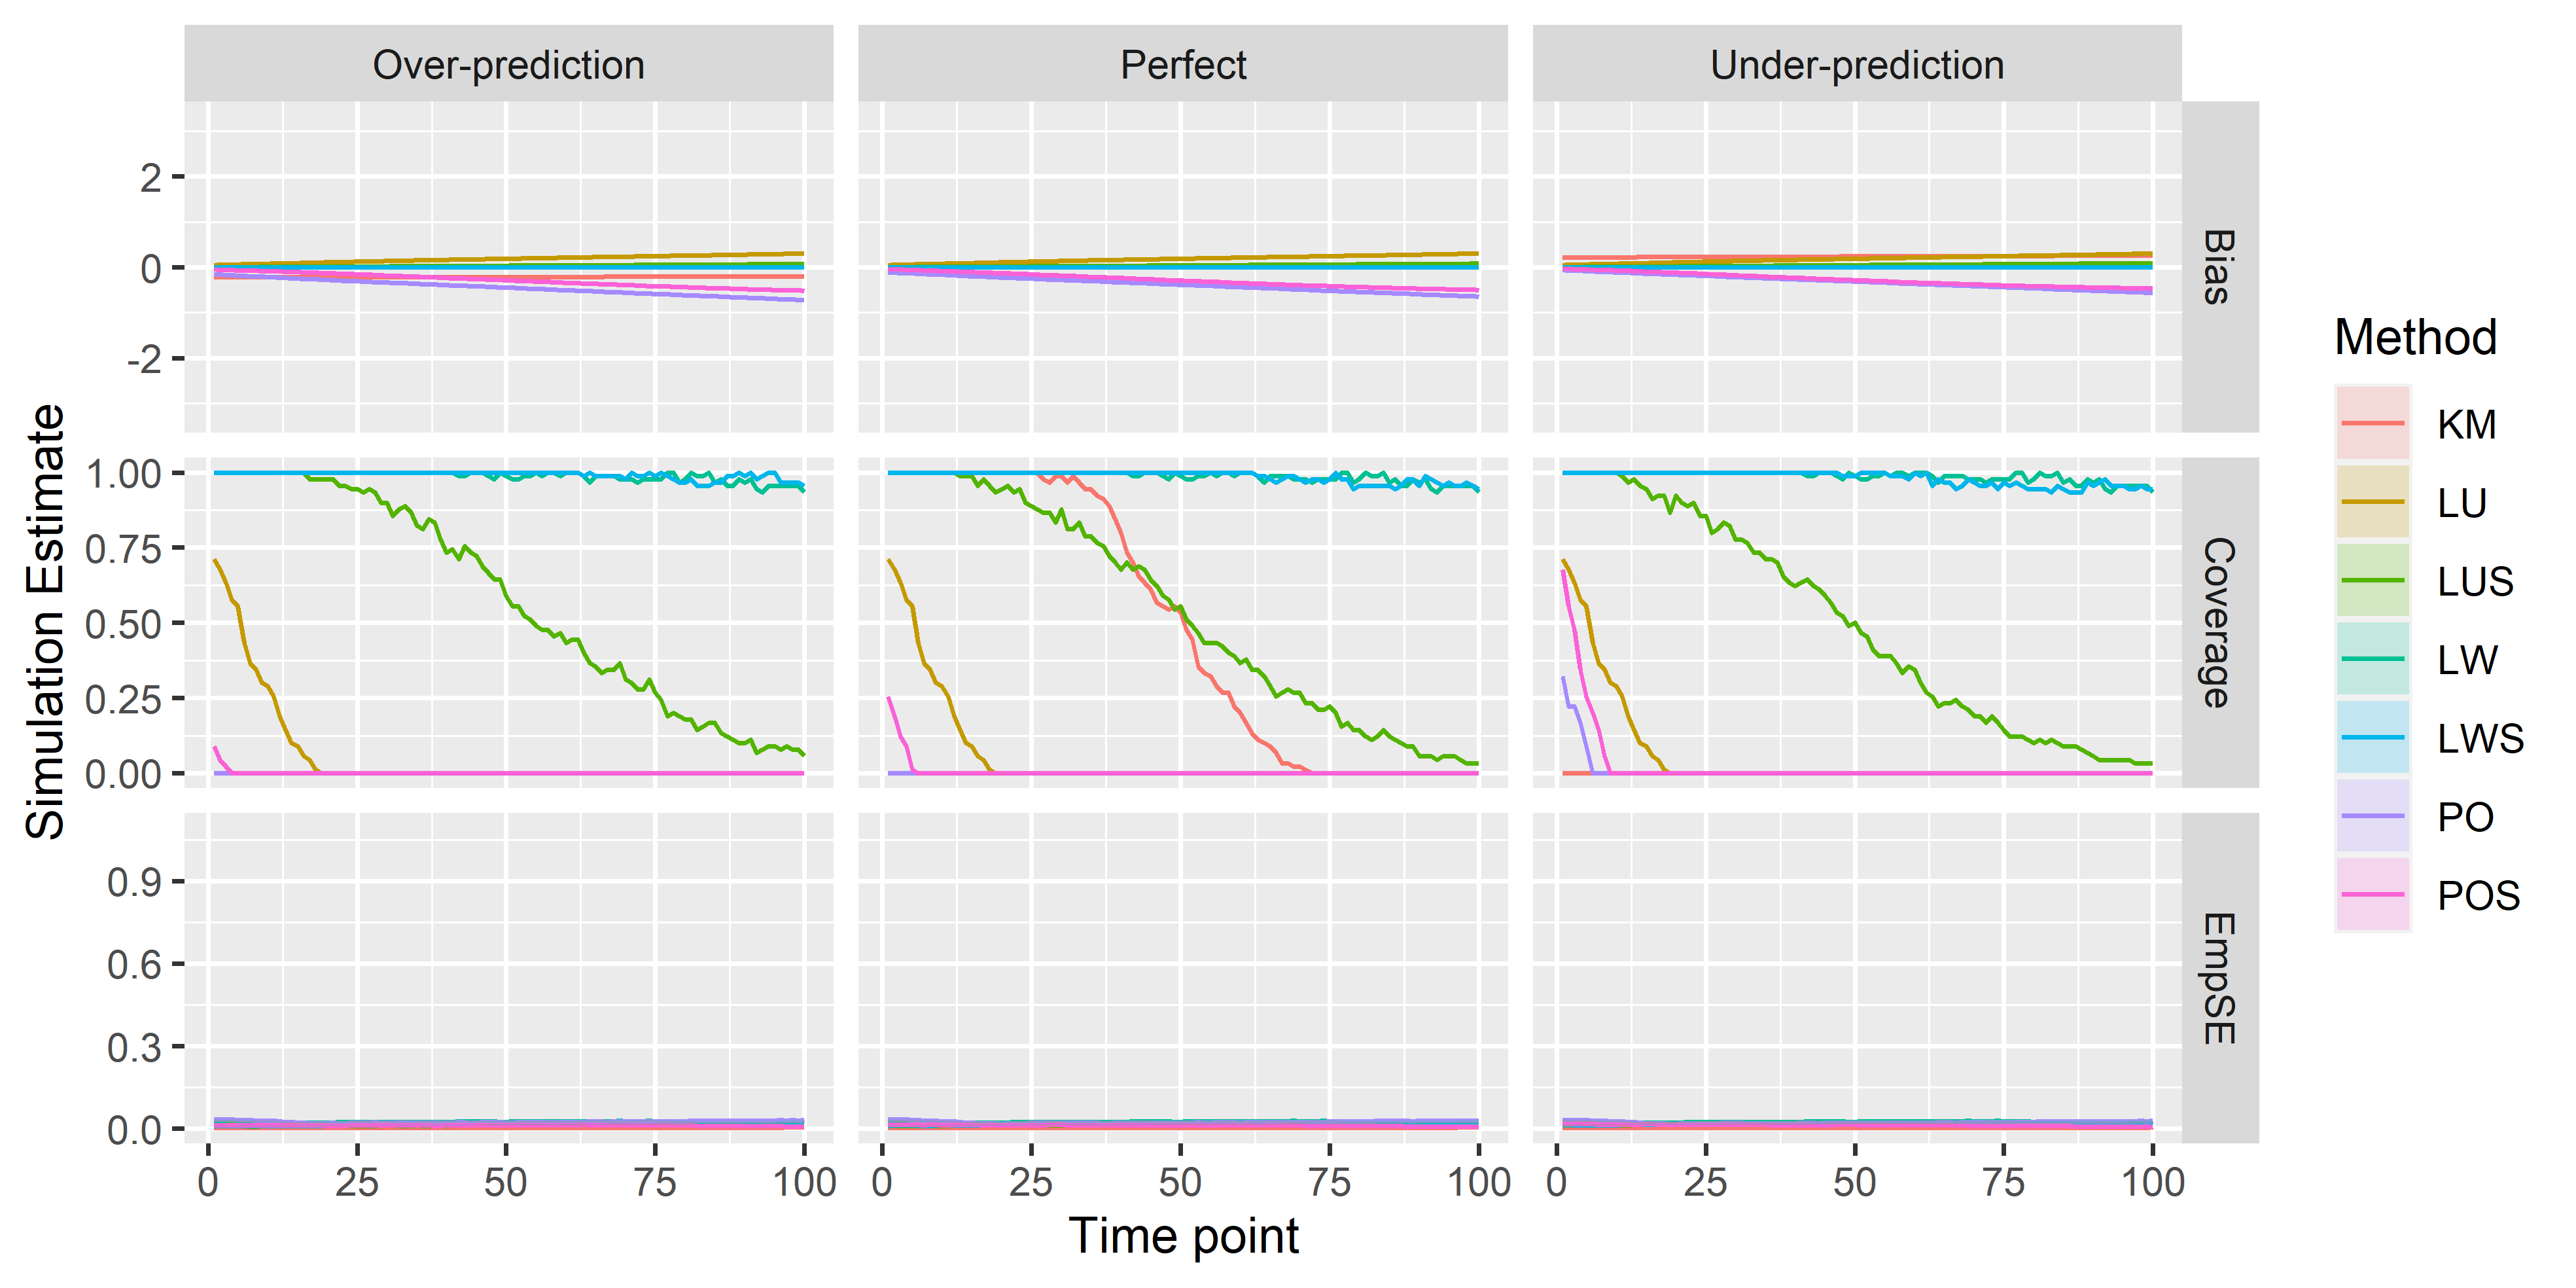 Over-prediction
Perfect
Under-prediction
2
0
-2
Bias
Simulation Estimate
1.00
0.75
0.50
0.25
0.00
Coverage
0.9
0.6
0.3
0.0
EmpSE
0 25 50 75 100
0 25 50 75 100
0 25 50 75 100
Time point
Method
KM
LU
LUS
LW
LWS
PO
POS